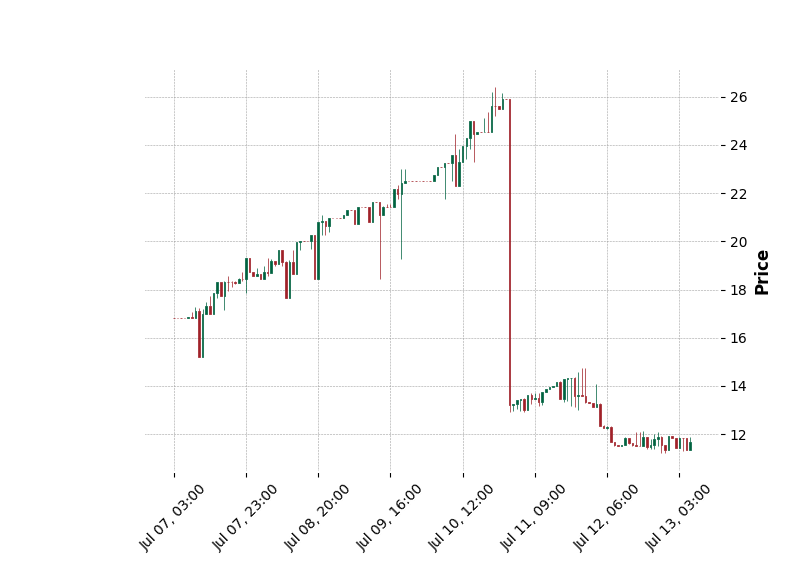 26
24
22
20
18
16
14
12
Price
Jul 07, 03:00
Jul 07, 23:00
Jul 08, 20:00
Jul 09, 16:00
Jul 10, 12:00
Jul 11, 09:00
Jul 12, 06:00
Jul 13, 03:00